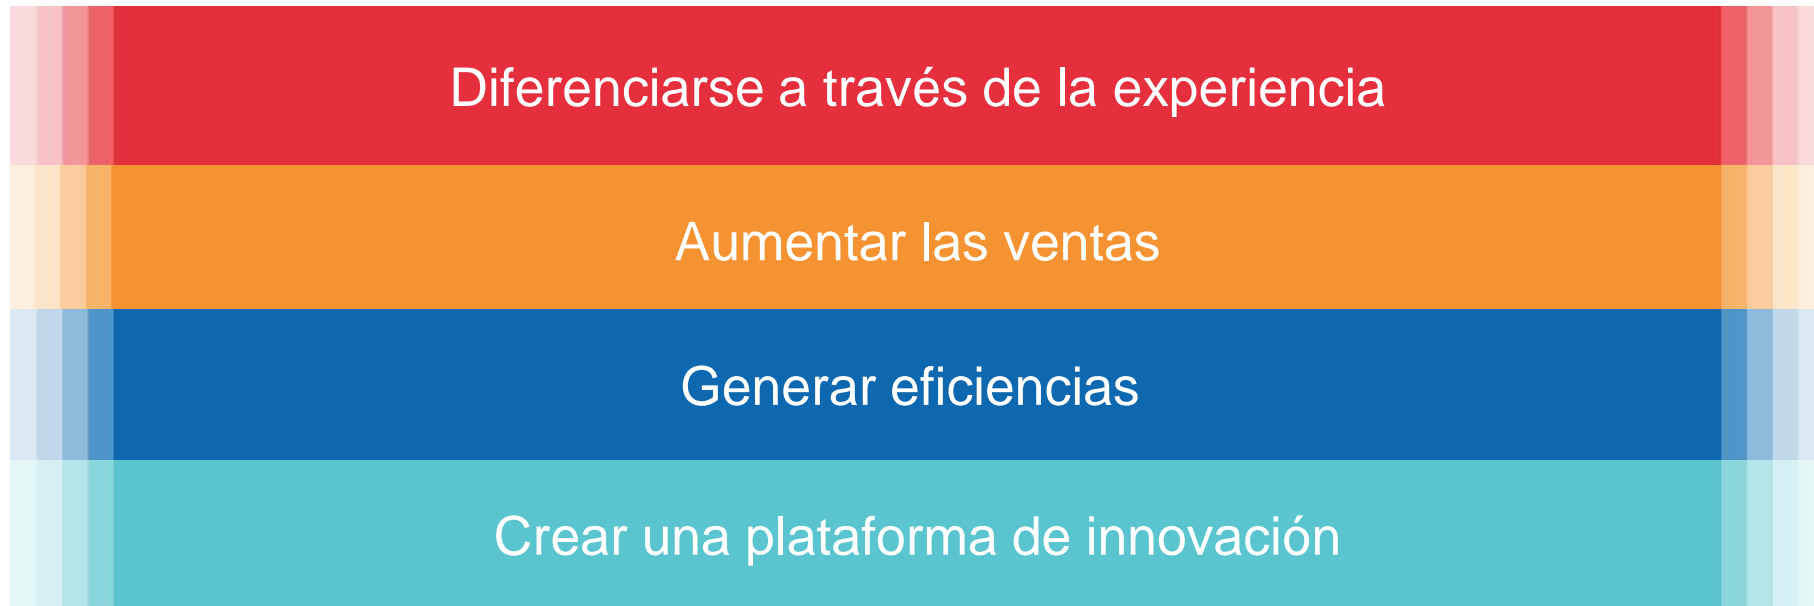 Diferenciarse a través de la experiencia
Aumentar las ventas
Generar eficiencias
Crear una plataforma de innovación